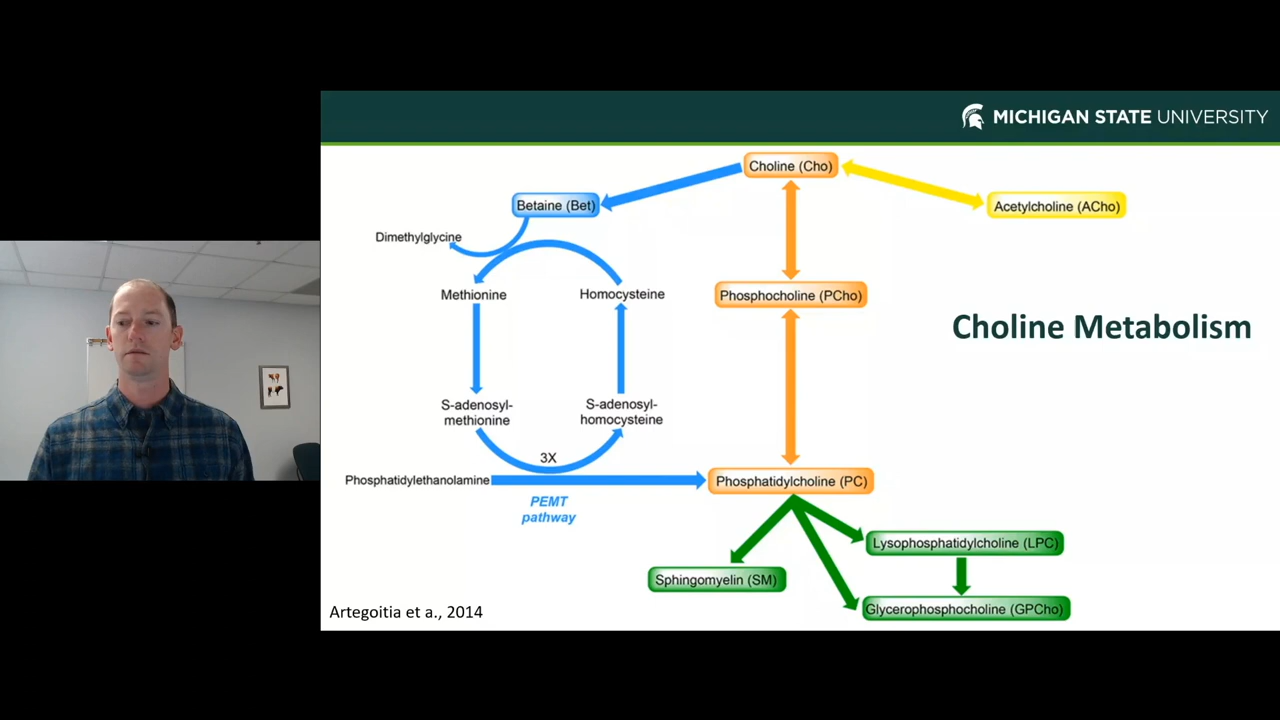 MICHIGAN STATE UNIVERSITY
Choline (Cho)
Betaine (Bet)
Acetylcholine (ACho)
Dimethylglycine
Methionine
Homocysteine
Phosphocholine (PCho)
Choline Metabolism
S-adenosyl-
methionine
S-adenosyl-
homocysteine
3X
Phosphatidylethanolamine
Phosphatidylcholine (PC)
PEMT
pathway
Lysophosphatidylcholine (LPC)
Sphingomyelin (SM)
Glycerophosphocholine (GPCho)
Artegoitia et a., 2014